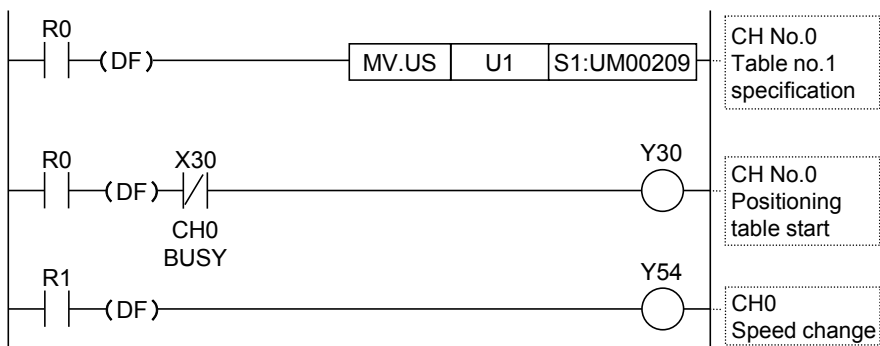 R0
(DF)
MV.US U1 S1:UM00209
CH No.0
Table no.1
specification
R0
(DF)
X30
CH0
BUSY
Y30
CH No.0
Positioning
table start
R1
(DF)
Y54
CH0
Speed change